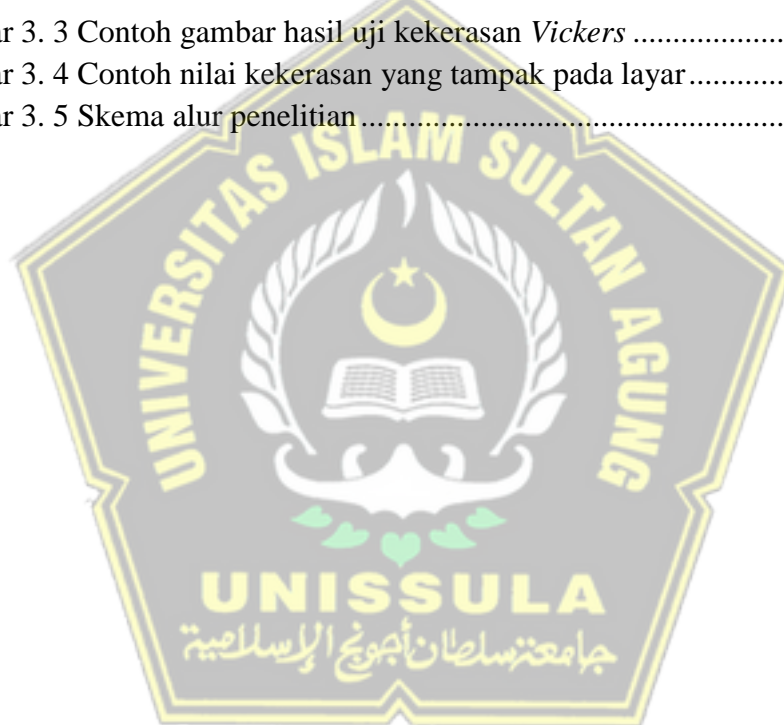 ar 3. 3 Contoh gambar hasil uji kekerasan Vickers ...................
ar 3. 4 Contoh nilai kekerasan yang tampak pada layar.............
ar 3. 5 Skema alur penelitian.....................................................
UNIVERSITAS ISLAM SULTAN AGUNG
UNISSULA
جامعة سلطان أجونج الإسلامية